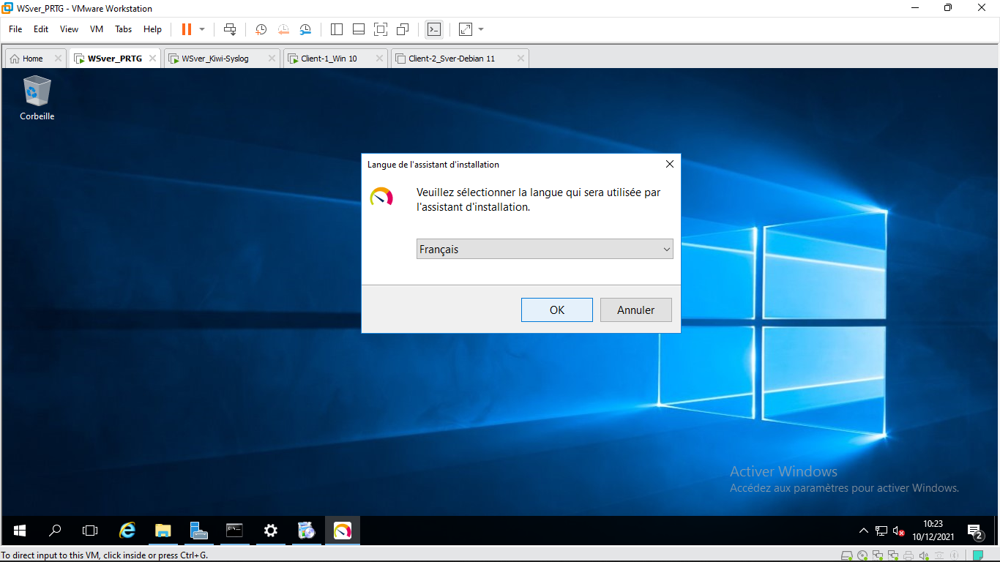 WSver_PRTG - VMware Workstation
File Edit View VM Tabs Help
Home WSver_PRTG WSver_Kiwi-Syslog Client-1_Win 10 Client-2_Sver-Debian 11
Corbeille
Langue de l'assistant d'installation
Veuillez sélectionner la langue qui sera utilisée par
l'assistant d'installation.
Français
OK Annuler
Activer Windows
Accédez aux paramètres pour activer Windows.
10:23
10/12/2021
2
To direct input to this VM, click inside or press Ctrl+G.